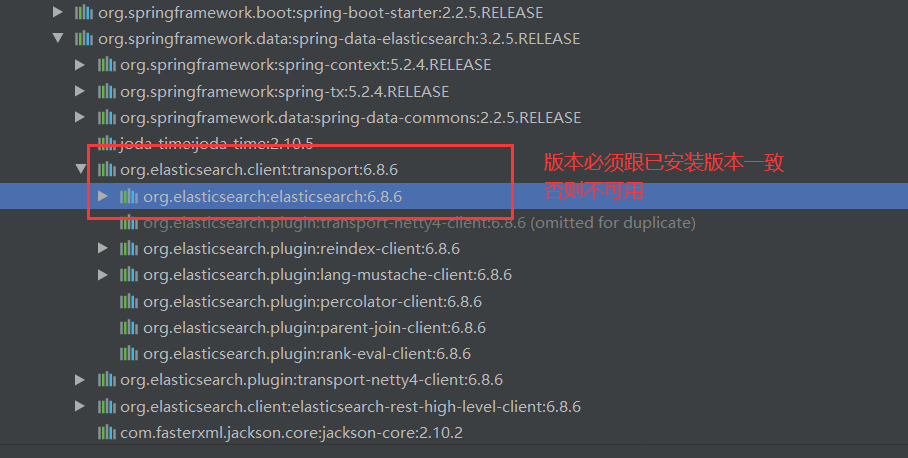 org.springframework.boot:spring-boot-starter:2.2.5.RELEASE
org.springframework.data:spring-data-elasticsearch:3.2.5.RELEASE
org.springframework:spring-context:5.2.4.RELEASE
org.springframework:spring-tx:5.2.4.RELEASE
org.springframework.data:spring-data-commons:2.2.5.RELEASE
joda-time:joda-time:2.10.5
org.elasticsearch.client:transport:6.8.6
版本必须跟已安装版本一致
org.elasticsearch:elasticsearch:6.8.6
否则不可用
org.elasticsearch.plugin:transport-netty4-client:6.8.6 (omitted for duplicate)
org.elasticsearch.plugin:reindex-client:6.8.6
org.elasticsearch.plugin:lang-mustache-client:6.8.6
org.elasticsearch.plugin:percolator-client:6.8.6
org.elasticsearch.plugin:parent-join-client:6.8.6
org.elasticsearch.plugin:rank-eval-client:6.8.6
org.elasticsearch.plugin:transport-netty4-client:6.8.6
org.elasticsearch.client:elasticsearch-rest-high-level-client:6.8.6
com.fasterxml.jackson.core:jackson-core:2.10.2